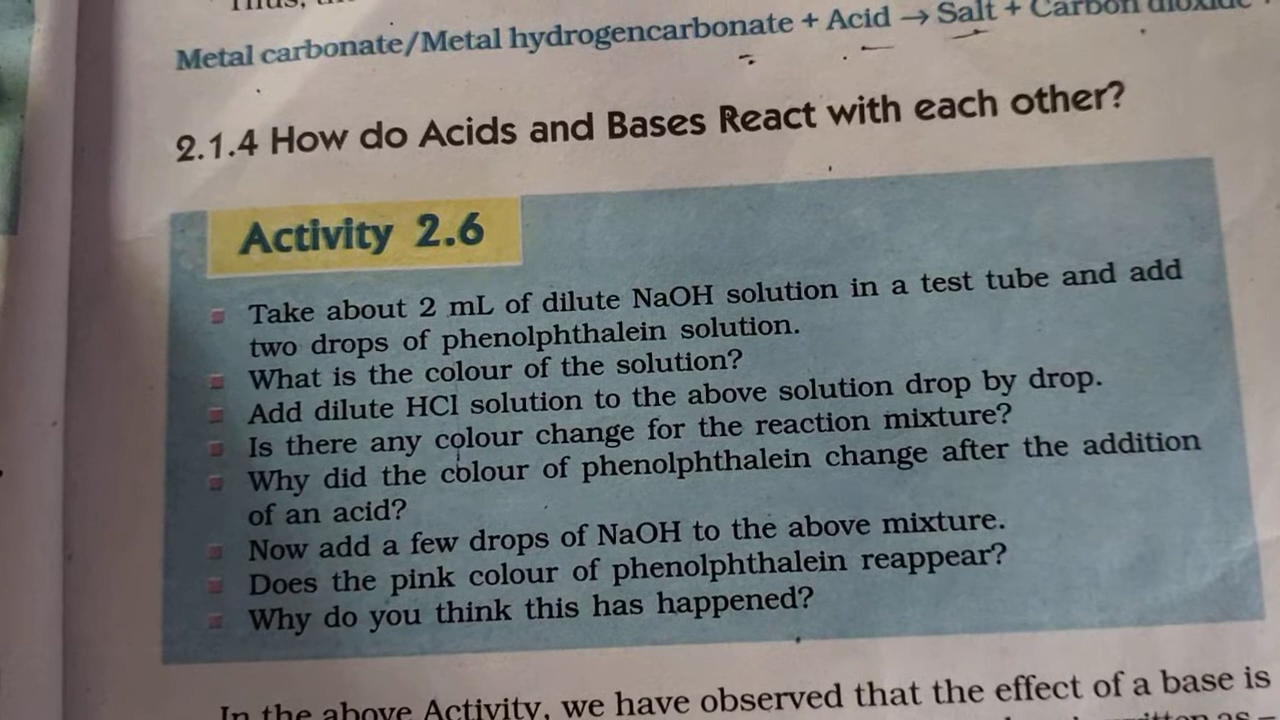 Thus,
Metal carbonate/Metal hydrogencarbonate + Acid → Salt + Carbon dioxide
2.1.4 How do Acids and Bases React with each other?
Activity 2.6
Take about 2 mL of dilute NaOH solution in a test tube and add
two drops of phenolphthalein solution.
What is the colour of the solution?
Add dilute HCl solution to the above solution drop by drop.
Is there any colour change for the reaction mixture?
Why did the colour of phenolphthalein change after the addition
of an acid?
Now add a few drops of NaOH to the above mixture.
Does the pink colour of phenolphthalein reappear?
Why do you think this has happened?
In the above Activity, we have observed that the effect of a base is
as –